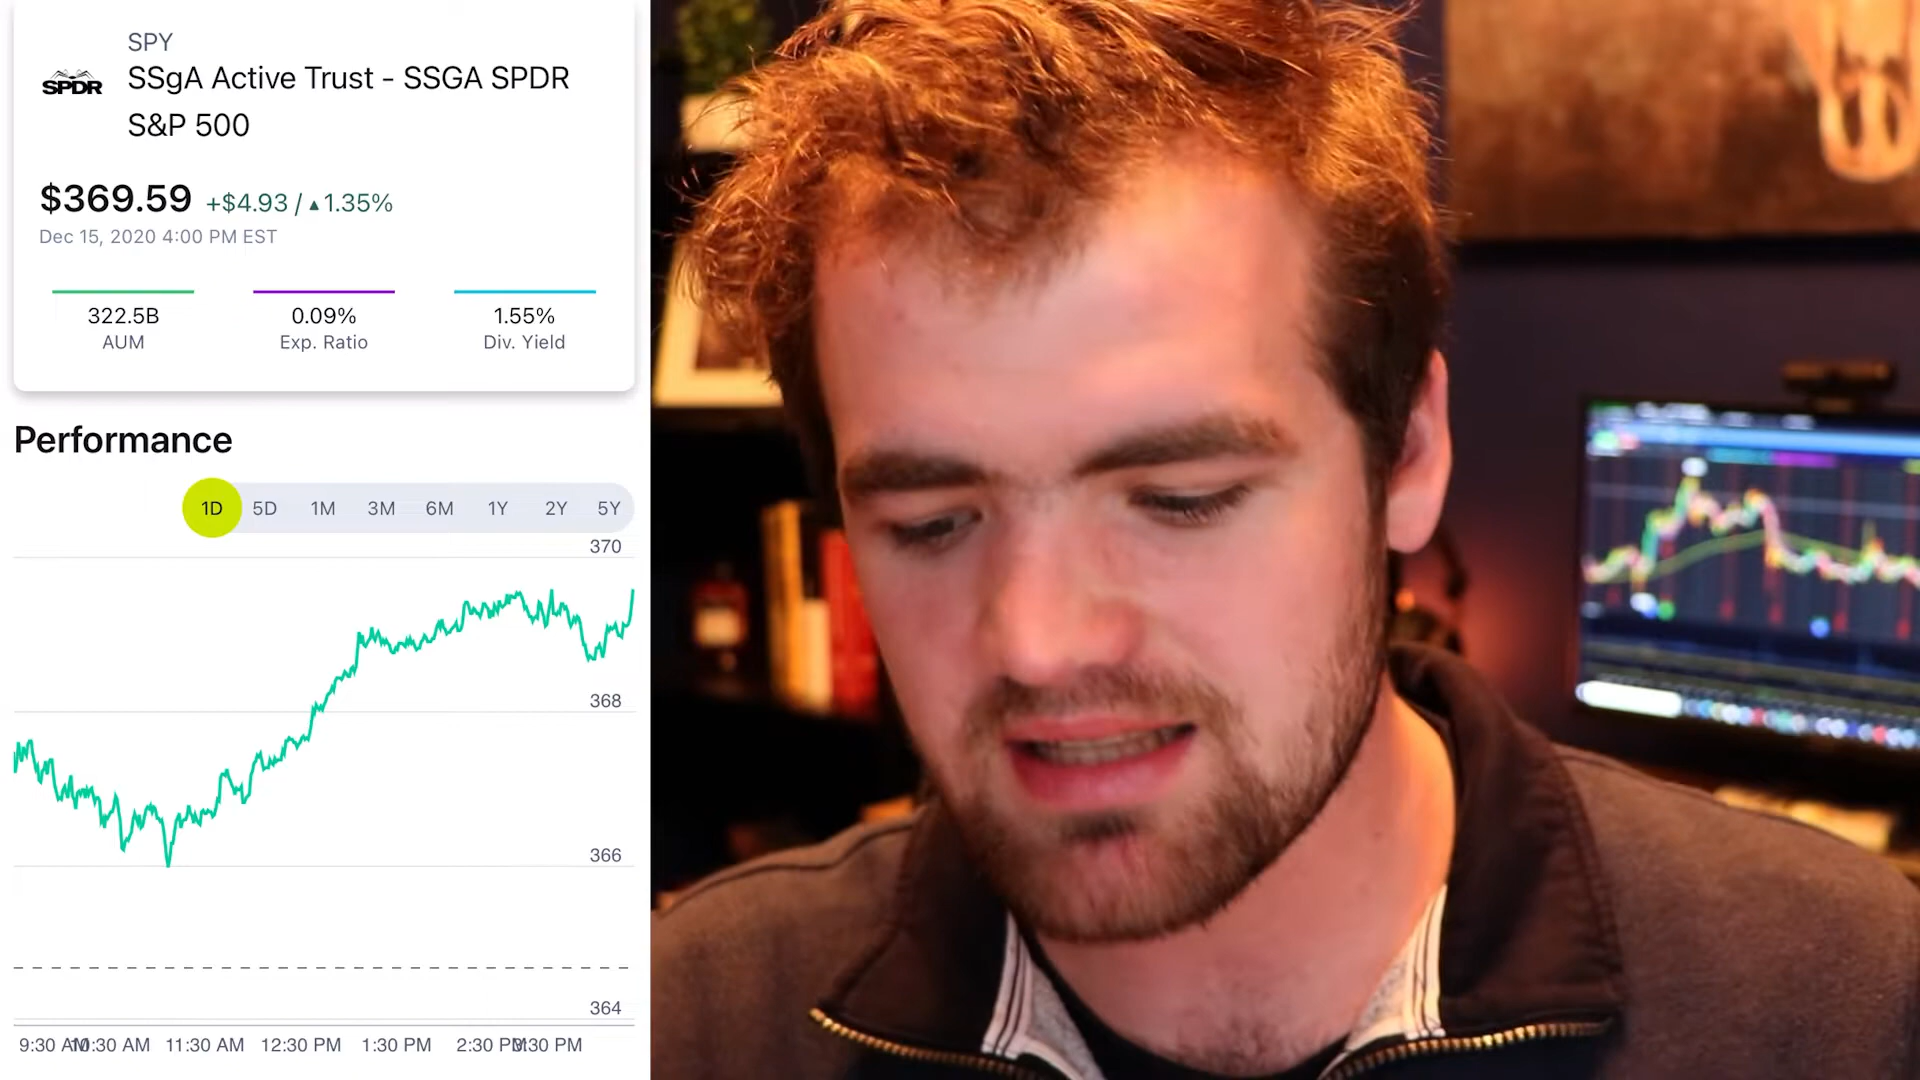 SPY
SPDR
SSgA Active Trust - SSGA SPDR
S&P 500
$369.59 +$4.93 / ▲1.35%
Dec 15, 2020 4:00 PM EST
322.5B 0.09% 1.55%
AUM Exp. Ratio Div. Yield
Performance
1D 5D 1M 3M 6M 1Y 2Y 5Y
370
368
366
364
9:30 AM 10:30 AM 11:30 AM 12:30 PM 1:30 PM 2:30 PM 3:30 PM